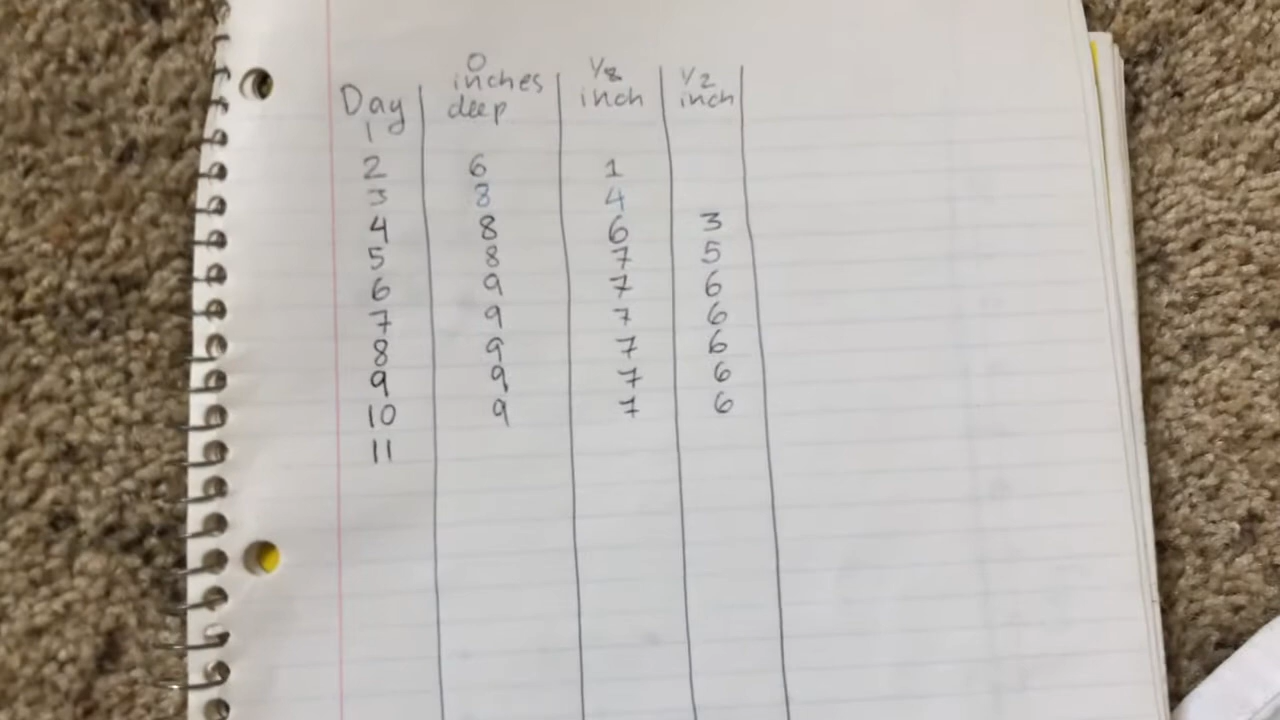 Day 0 inches deep 1/8 inch 1/2 inch
1
2 6 1
3 8 4
4 8 6 3
5 8 7 5
6 9 7 6
7 9 7 6
8 9 7 6
9 9 7 6
10 9 7 6
11